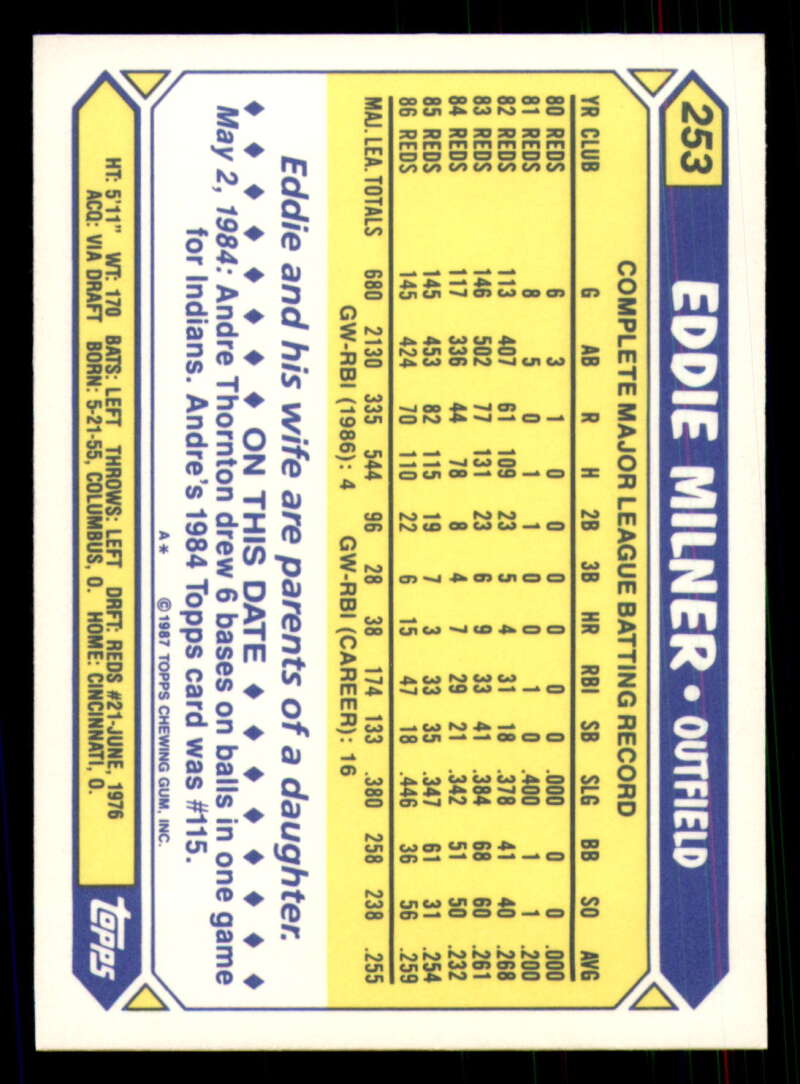 253 EDDIE MILNER • OUTFIELD
COMPLETE MAJOR LEAGUE BATTING RECORD
YR CLUB G AB R H 2B 3B HR RBI SB SLG BB SO AVG
80 REDS 6 3 1 0 0 0 0 0 0 .000 0 0 .000
81 REDS 8 5 0 1 1 0 0 1 0 .400 1 1 .200
82 REDS 113 407 61 109 23 5 4 31 18 .378 41 40 .268
83 REDS 146 502 77 131 23 6 9 33 41 .384 68 60 .261
84 REDS 117 336 44 78 8 4 7 29 21 .342 51 50 .232
85 REDS 145 453 82 115 19 7 3 33 35 .347 61 31 .254
86 REDS 145 424 70 110 22 6 15 47 18 .446 36 56 .259
MAJ. LEA. TOTALS 680 2130 335 544 96 28 38 174 133 .380 258 238 .255
GW-RBI (1986): 4 GW-RBI (CAREER): 16
Eddie and his wife are parents of a daughter.
◆ ◆ ◆ ◆ ◆ ◆ ◆ ◆ ON THIS DATE ◆ ◆ ◆ ◆ ◆ ◆ ◆ ◆
May 2, 1984: Andre Thornton drew 6 bases on balls in one game
for Indians. Andre's 1984 Topps card was #115.
A* © 1987 TOPPS CHEWING GUM, INC.
HT: 5'11" WT: 170 BATS: LEFT THROWS: LEFT DRFT: REDS #21-JUNE, 1976
ACQ: VIA DRAFT BORN: 5-21-55, COLUMBUS, O. HOME: CINCINNATI, O.
topps